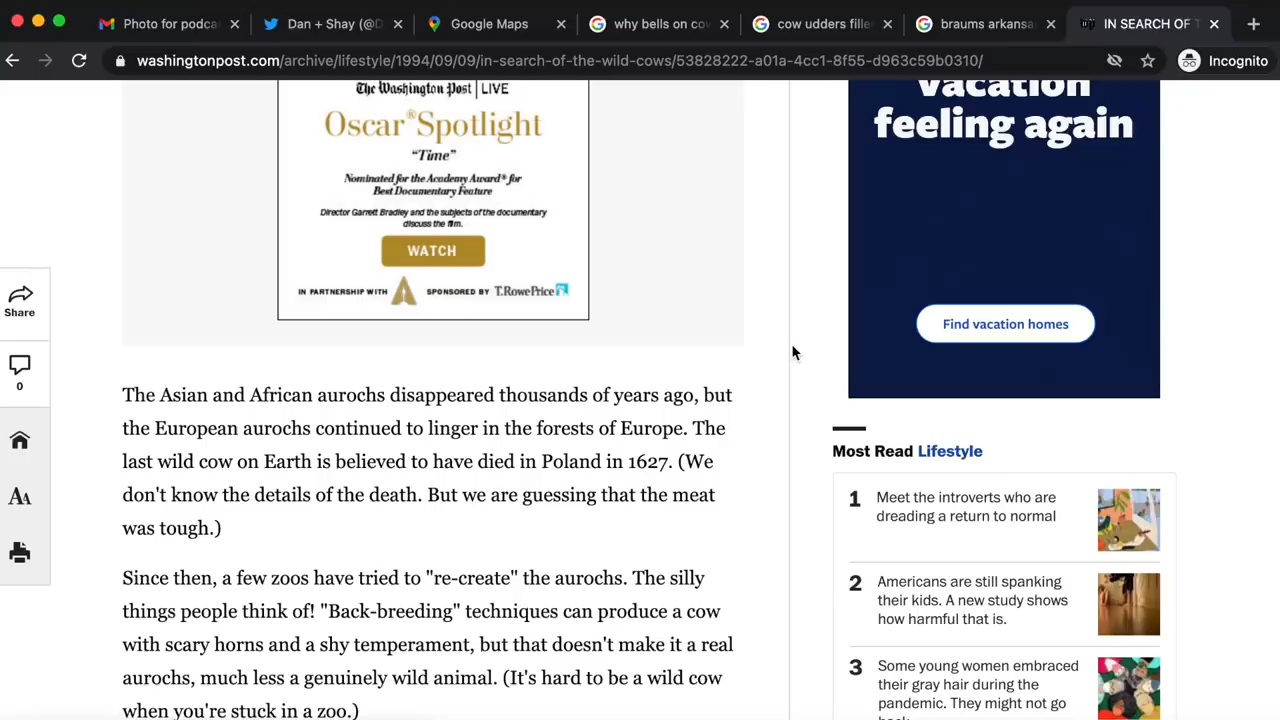 Photo for podca
Dan + Shay (@D
Google Maps
why bells on co
cow udders fille
braums arkansa
IN SEARCH OF T
washingtonpost.com/archive/lifestyle/1994/09/09/in-search-of-the-wild-cows/53828222-a01a-4cc1-8f55-d963c59b0310/
Incognito
The Washington Post | LIVE
Oscar® Spotlight
“Time”
Nominated for the Academy Award® for
Best Documentary Feature
Director Garrett Bradley and the subjects of the documentary
discuss the film.
WATCH
IN PARTNERSHIP WITH
SPONSORED BY T.RowePrice
vacation
feeling again
Find vacation homes
Share
0
AA
The Asian and African aurochs disappeared thousands of years ago, but
the European aurochs continued to linger in the forests of Europe. The
last wild cow on Earth is believed to have died in Poland in 1627. (We
don't know the details of the death. But we are guessing that the meat
was tough.)
Since then, a few zoos have tried to "re-create" the aurochs. The silly
things people think of! "Back-breeding" techniques can produce a cow
with scary horns and a shy temperament, but that doesn't make it a real
aurochs, much less a genuinely wild animal. (It's hard to be a wild cow
when you're stuck in a zoo.)
Most Read Lifestyle
1 Meet the introverts who are
dreading a return to normal
2 Americans are still spanking
their kids. A new study shows
how harmful that is.
3 Some young women embraced
their gray hair during the
pandemic. They might not go